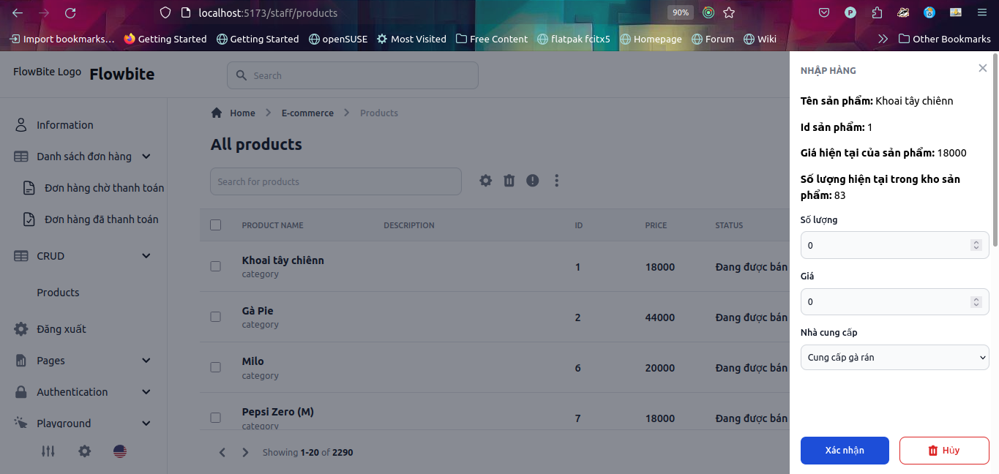 localhost:5173/staff/products
90%
Import bookmarks...
Getting Started
Getting Started
openSUSE
Most Visited
Free Content
flatpak fcitx5
Homepage
Forum
Wiki
Other Bookmarks
FlowBite Logo
Flowbite
Search
Information
Danh sách đơn hàng
Đơn hàng chờ thanh toán
Đơn hàng đã thanh toán
CRUD
Products
Đăng xuất
Pages
Authentication
Playground
Home
E-commerce
Products
All products
Search for products
PRODUCT NAME DESCRIPTION ID PRICE STATUS
Khoai tây chiênn 1 18000 Đang được bán
category
Gà Pie 2 44000 Đang được bán
category
Milo 6 20000 Đang được bán
category
Pepsi Zero (M) 7 18000 Đang được bán
category
Showing 1-20 of 2290
NHẬP HÀNG
Tên sản phẩm: Khoai tây chiênn
Id sản phẩm: 1
Giá hiện tại của sản phẩm: 18000
Số lượng hiện tại trong kho sản
phẩm: 83
Số lượng
0
Giá
0
Nhà cung cấp
Cung cấp gà rán
Xác nhận
Hủy